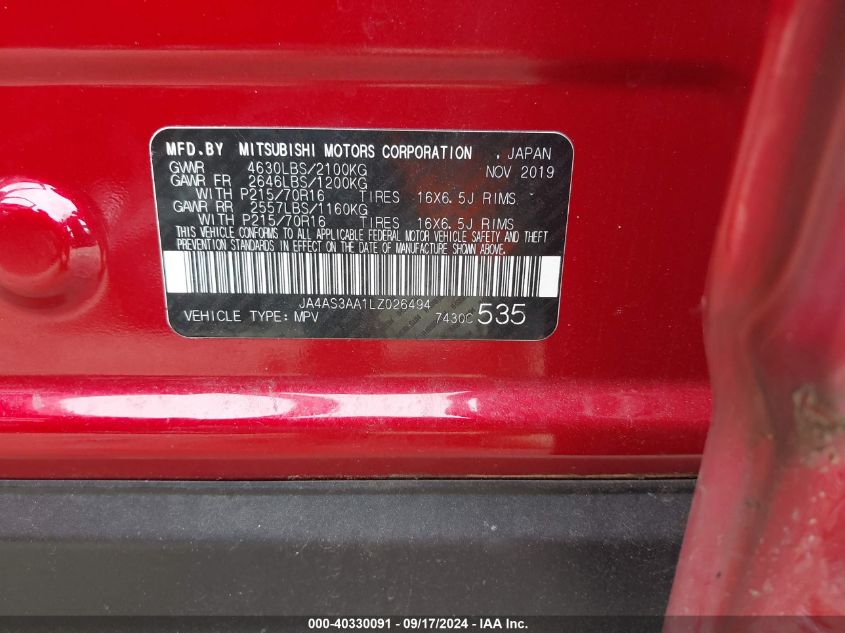 MFD.BY MITSUBISHI MOTORS CORPORATION , JAPAN
GVWR 4630LBS/2100KG NOV 2019
GAWR FR 2646LBS/1200KG
WITH P215/70R16 TIRES 16X6.5J RIMS
GAWR RR 2557LBS/1160KG
WITH P215/70R16 TIRES 16X6.5J RIMS
THIS VEHICLE CONFORMS TO ALL APPLICABLE FEDERAL MOTOR VEHICLE SAFETY AND THEFT
PREVENTION STANDARDS IN EFFECT ON THE DATE OF MANUFACTURE SHOWN ABOVE.
JA4AS3AA1LZ026494
VEHICLE TYPE:MPV 7430C 535
000-40330091 - 09/17/2024 - IAA Inc.